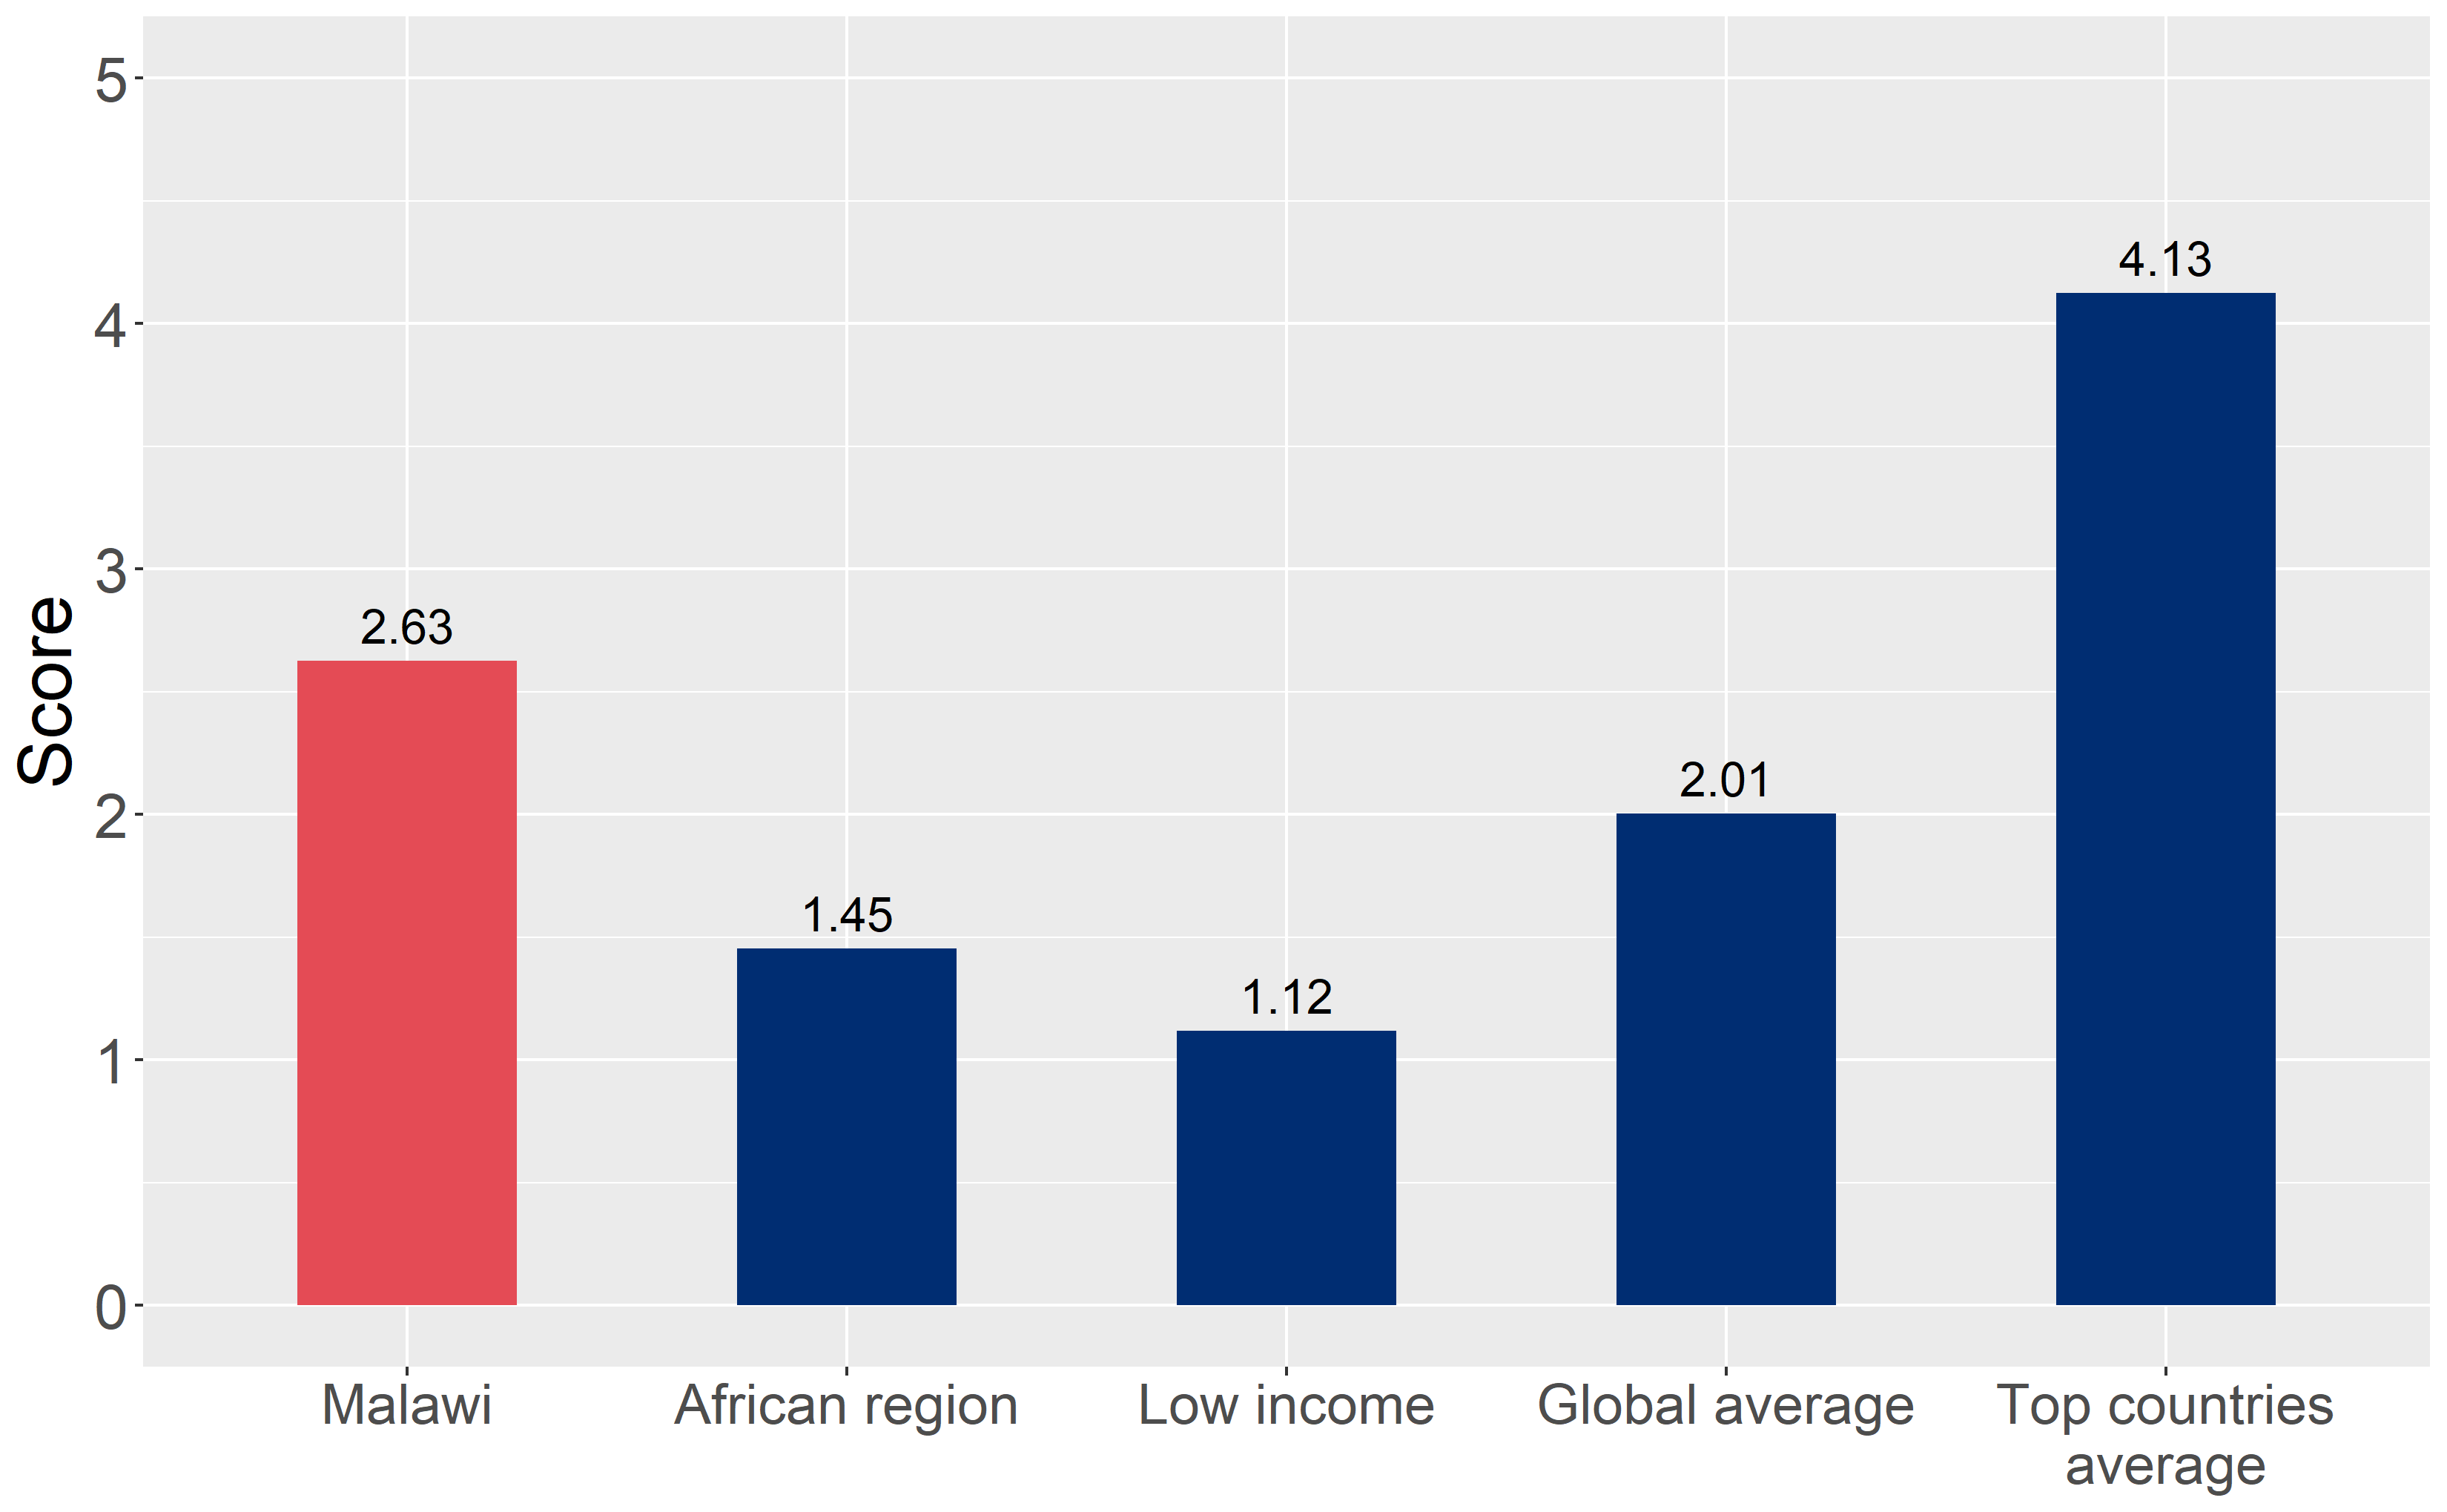 Score
5
4
3
2
1
0
2.63
1.45
1.12
2.01
4.13
Malawi
African region
Low income
Global average
Top countries
average